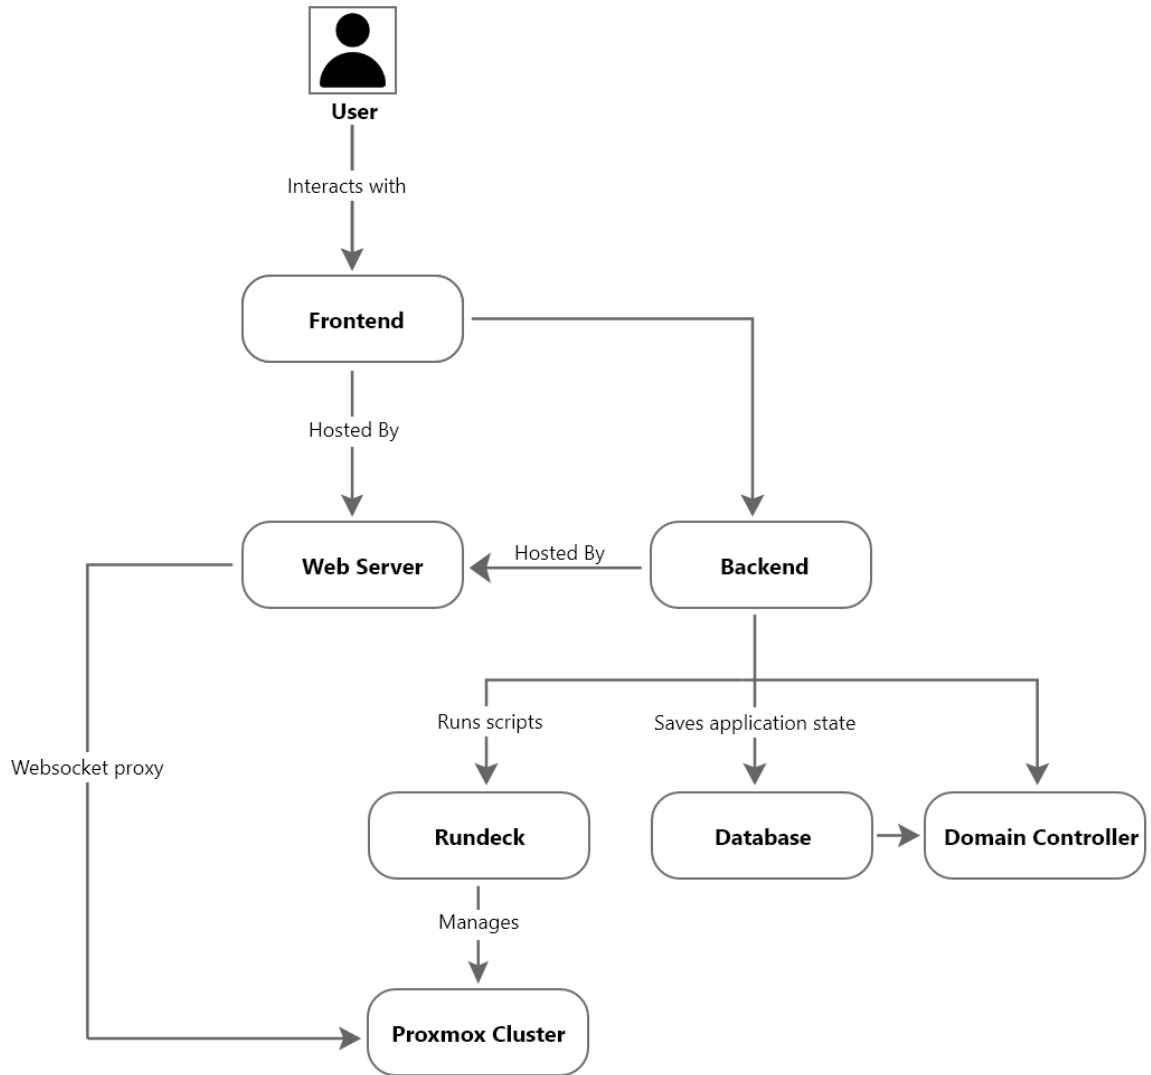 User
Interacts with
Frontend
Hosted By
Web Server
Hosted By
Backend
Runs scripts
Saves application state
Websocket proxy
Rundeck
Database
Domain Controller
Manages
Proxmox Cluster